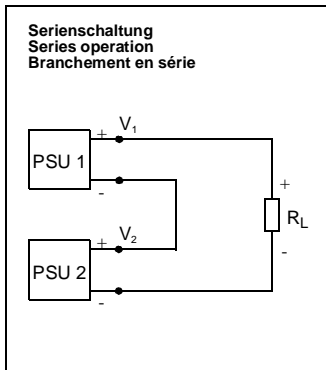 Serienschaltung
Series operation
Branchement en série
+ V1
PSU 1
-
+
RL
-
+ V2
PSU 2
-